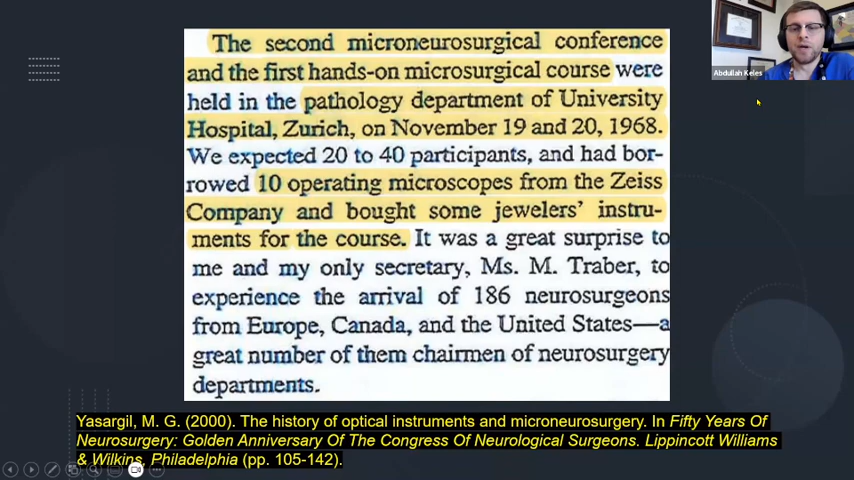 The second microneurosurgical conference
and the first hands-on microsurgical course were
held in the pathology department of University
Hospital, Zurich, on November 19 and 20, 1968.
We expected 20 to 40 participants, and had bor-
rowed 10 operating microscopes from the Zeiss
Company and bought some jewelers' instru-
ments for the course. It was a great surprise to
me and my only secretary, Ms. M. Traber, to
experience the arrival of 186 neurosurgeons
from Europe, Canada, and the United States—a
great number of them chairmen of neurosurgery
departments.
Abdullah Keles
Yasargil, M. G. (2000). The history of optical instruments and microneurosurgery. In Fifty Years Of
Neurosurgery: Golden Anniversary Of The Congress Of Neurological Surgeons. Lippincott Williams
& Wilkins, Philadelphia (pp. 105-142).